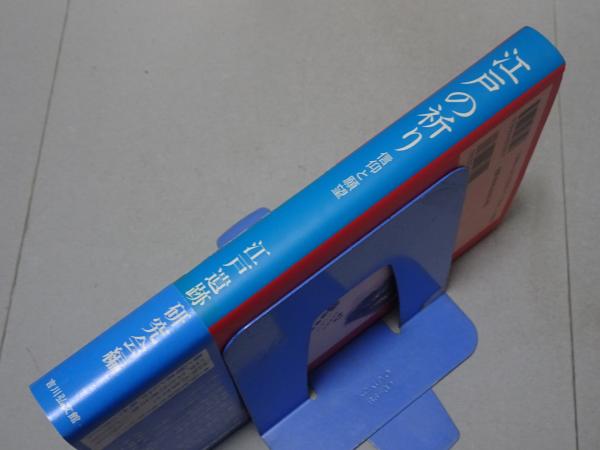 江戸の祈り
信仰と願望
江戸遺跡
研究会編
吉川弘文館